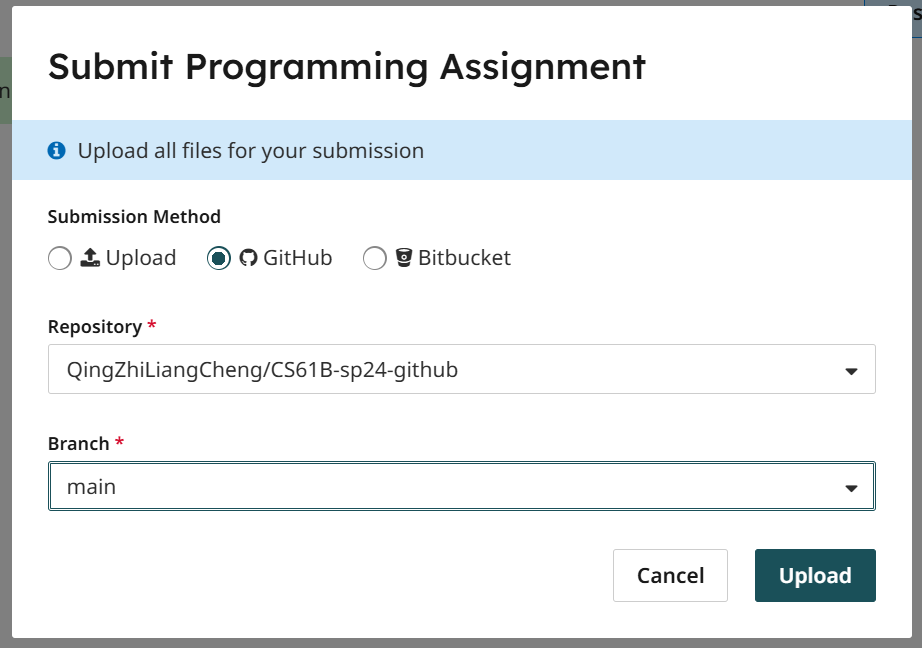 Submit Programming Assignment
Upload all files for your submission
Submission Method
Upload GitHub Bitbucket
Repository *
QingZhiLiangCheng/CS61B-sp24-github
Branch *
main
Cancel Upload